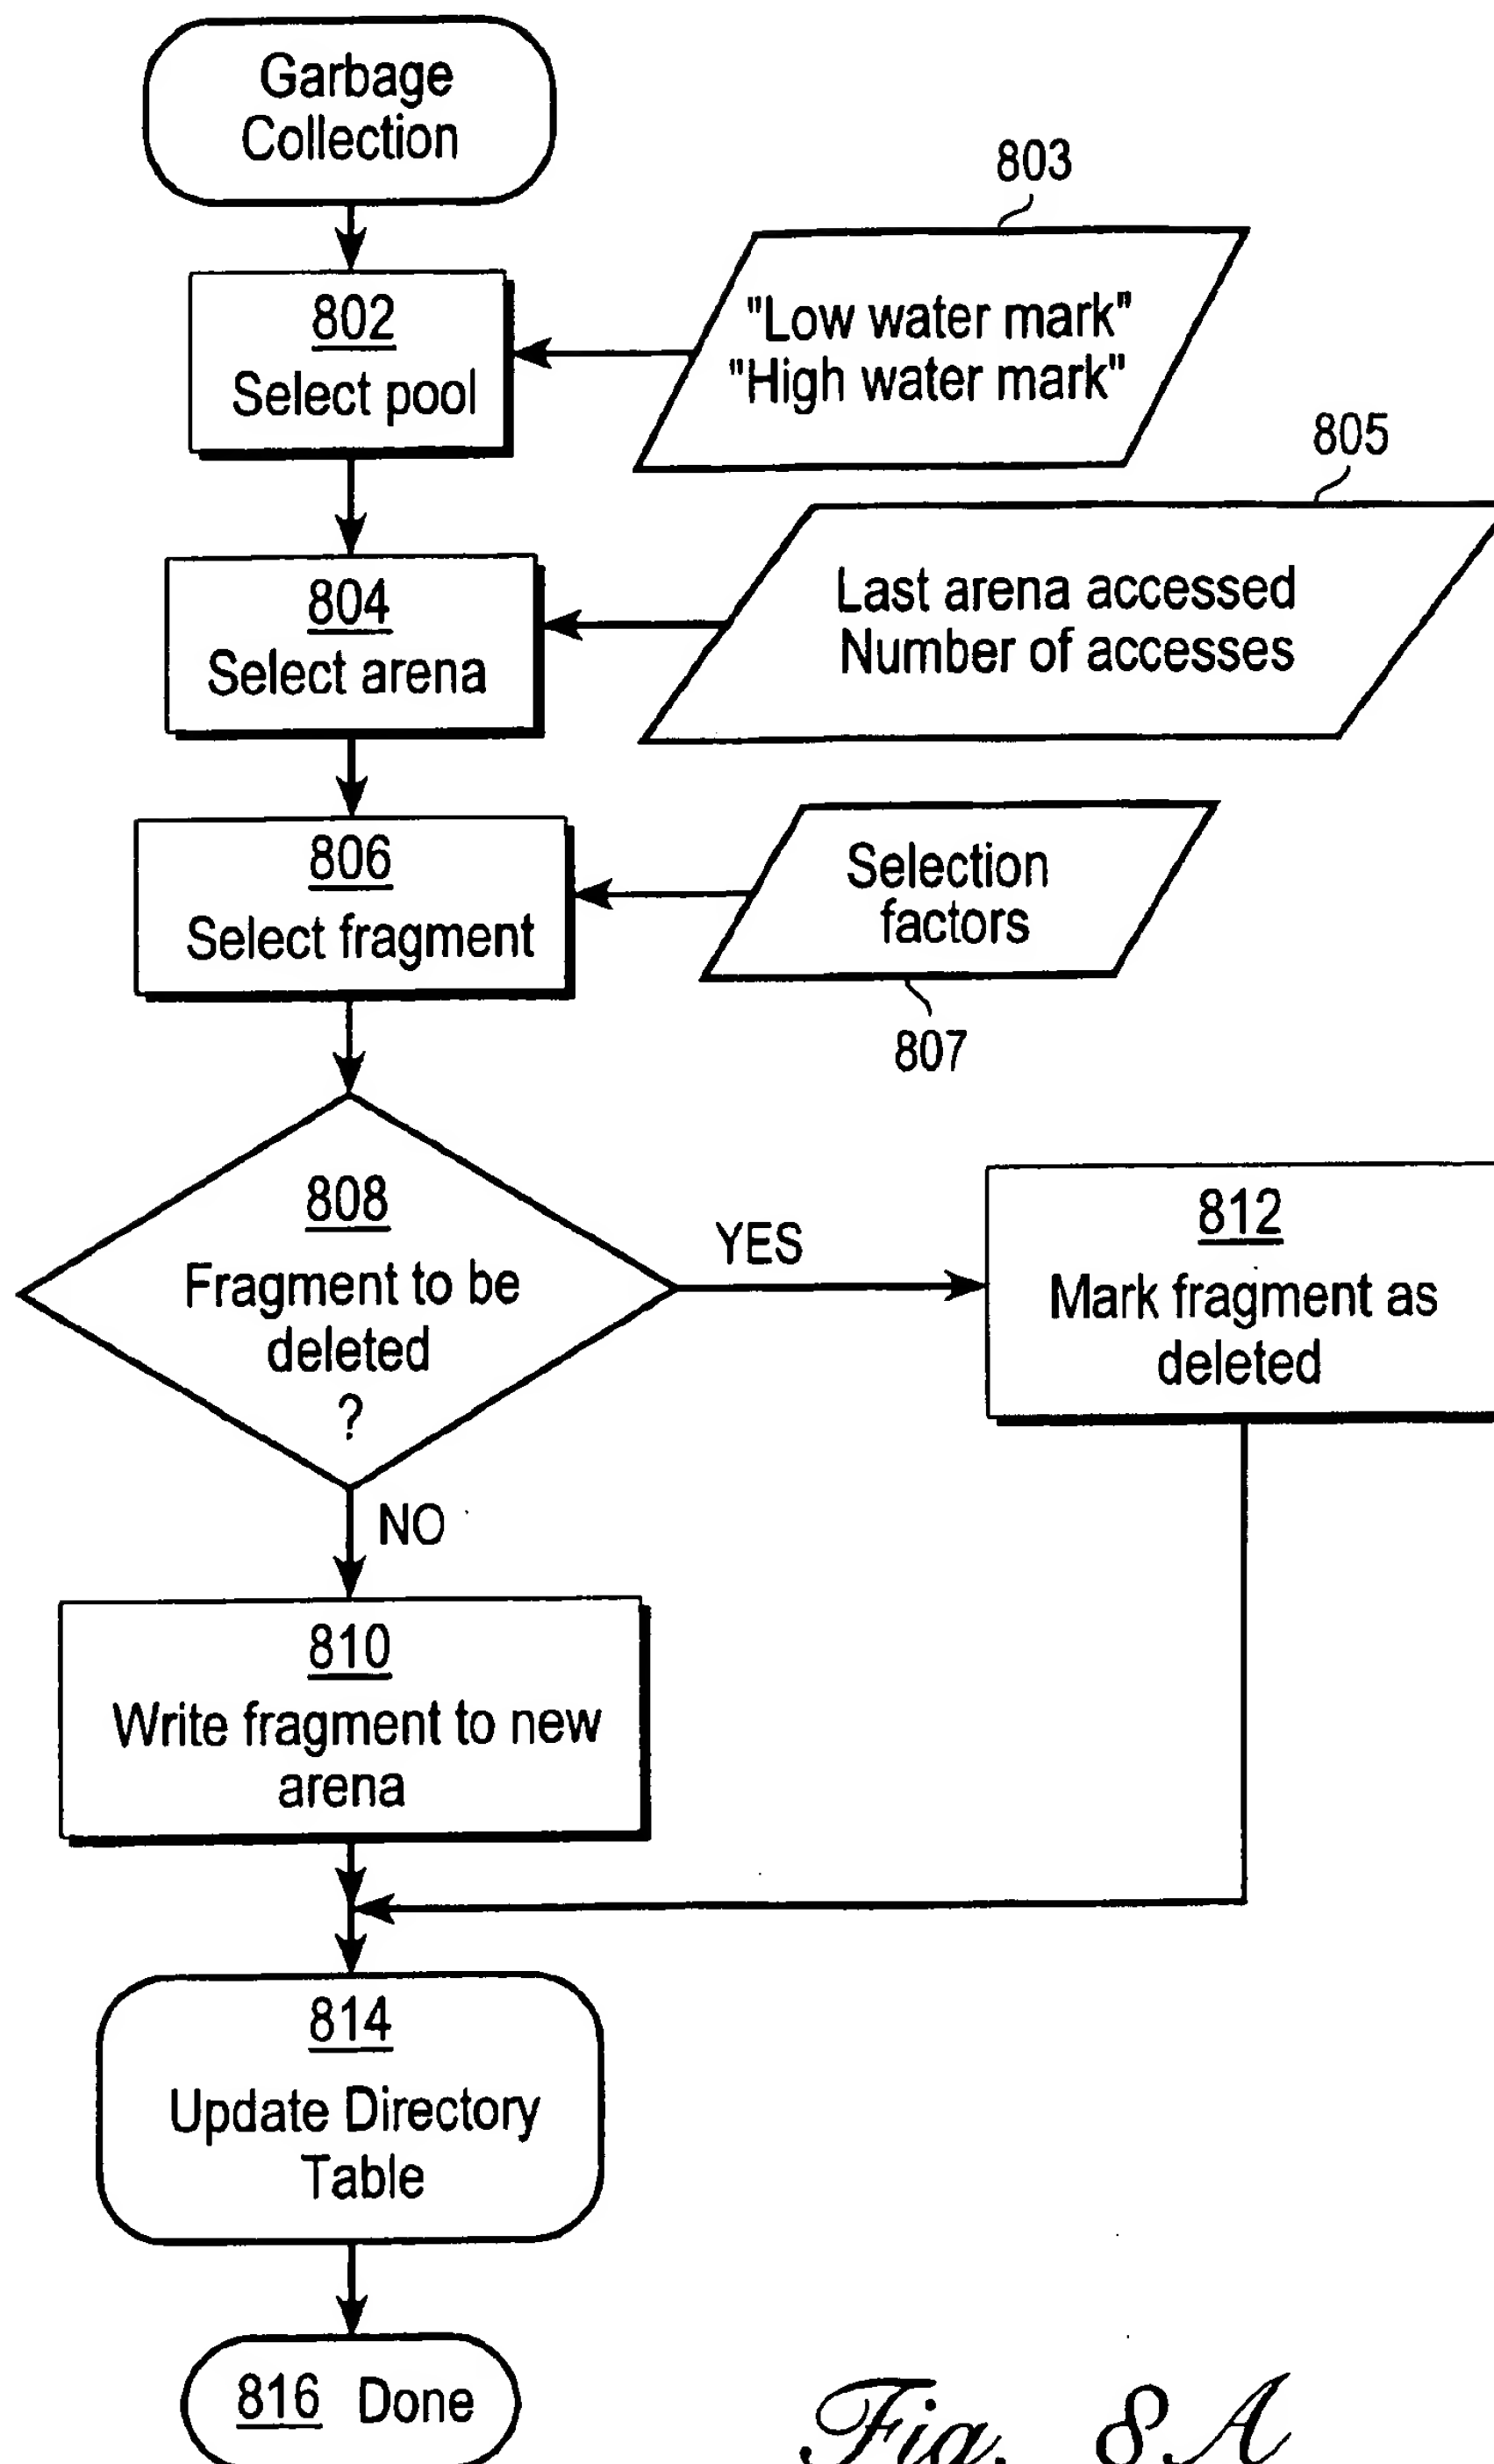 Garbage
Collection
803
802
Select pool
"Low water mark"
"High water mark"
805
804
Select arena
Last arena accessed
Number of accesses
806
Select fragment
Selection
factors
807
808
Fragment to be
deleted
?
YES
812
Mark fragment as
deleted
NO
810
Write fragment to new
arena
814
Update Directory
Table
816 Done
Fig. 8A